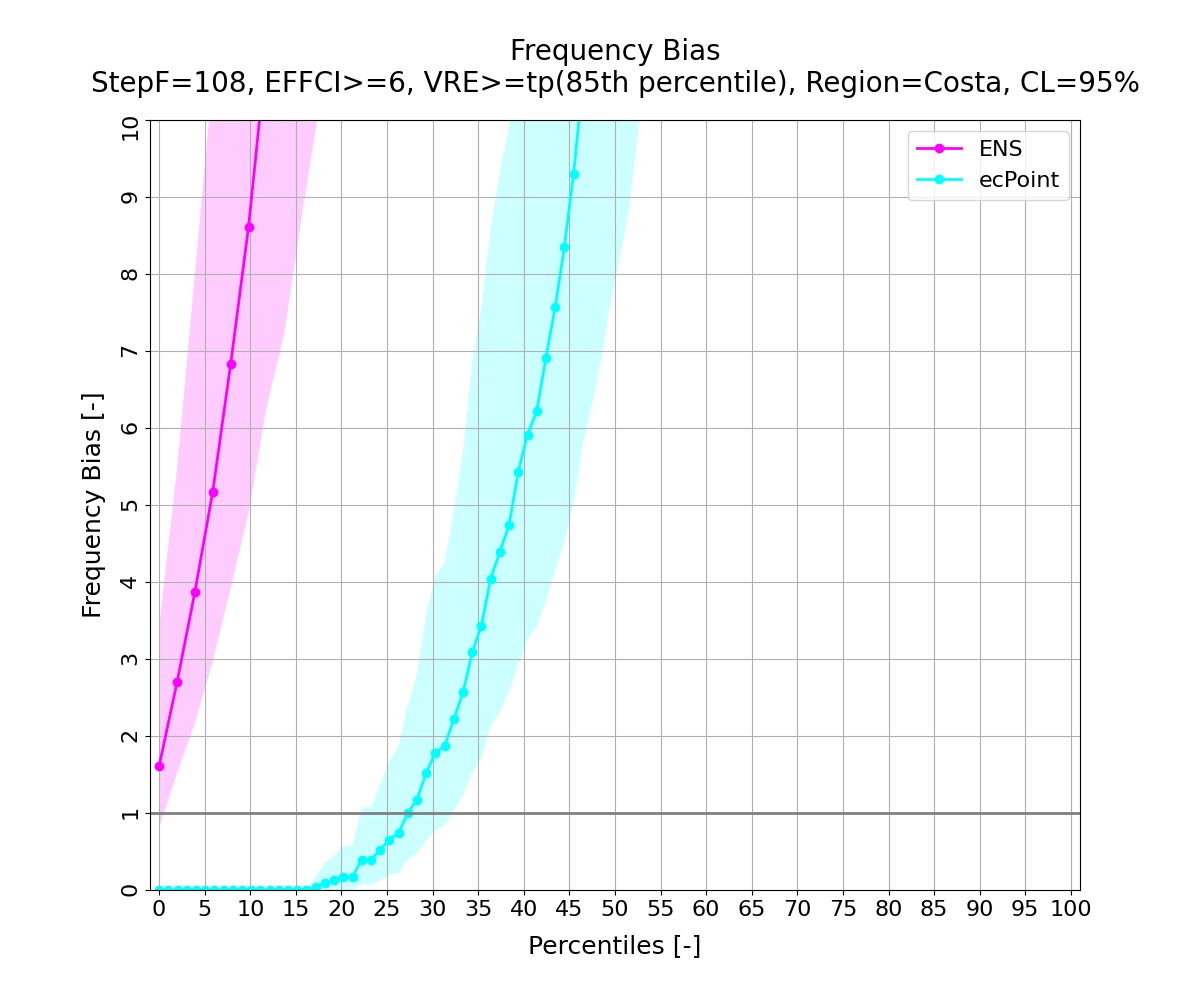 Frequency Bias
StepF=108, EFFCI>=6, VRE>=tp(85th percentile), Region=Costa, CL=95%
ENS
ecPoint
Frequency Bias [-]
10
9
8
7
6
5
4
3
2
1
0
0 5 10 15 20 25 30 35 40 45 50 55 60 65 70 75 80 85 90 95 100
Percentiles [-]